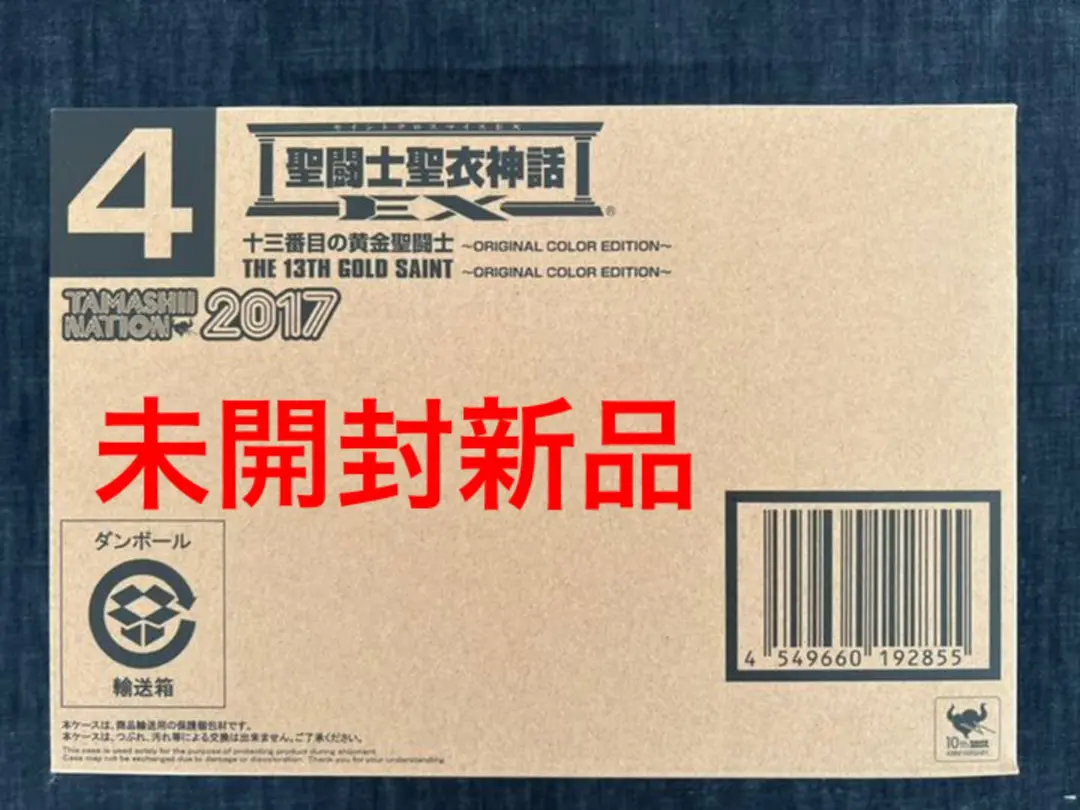 4
セイントクロスマイスEX
聖闘士聖衣神話
EX®
十三番目の黄金聖闘士 ~ORIGINAL COLOR EDITION~
THE 13TH GOLD SAINT ~ORIGINAL COLOR EDITION~
TAMASHII
NATION 2017
未開封新品
ダンボール
輸送箱
4 549660 192855
本ケースは、商品輸送用の保護梱包材です。
本ケースは、つぶれ、汚れ等による交換は出来ません。ご了承ください。
This case is used solely for the purpose of protecting product during shipment.
Case may not be exchanged due to damage or discoloration. Thank you for your understanding.
10th
ANNIVERSARY